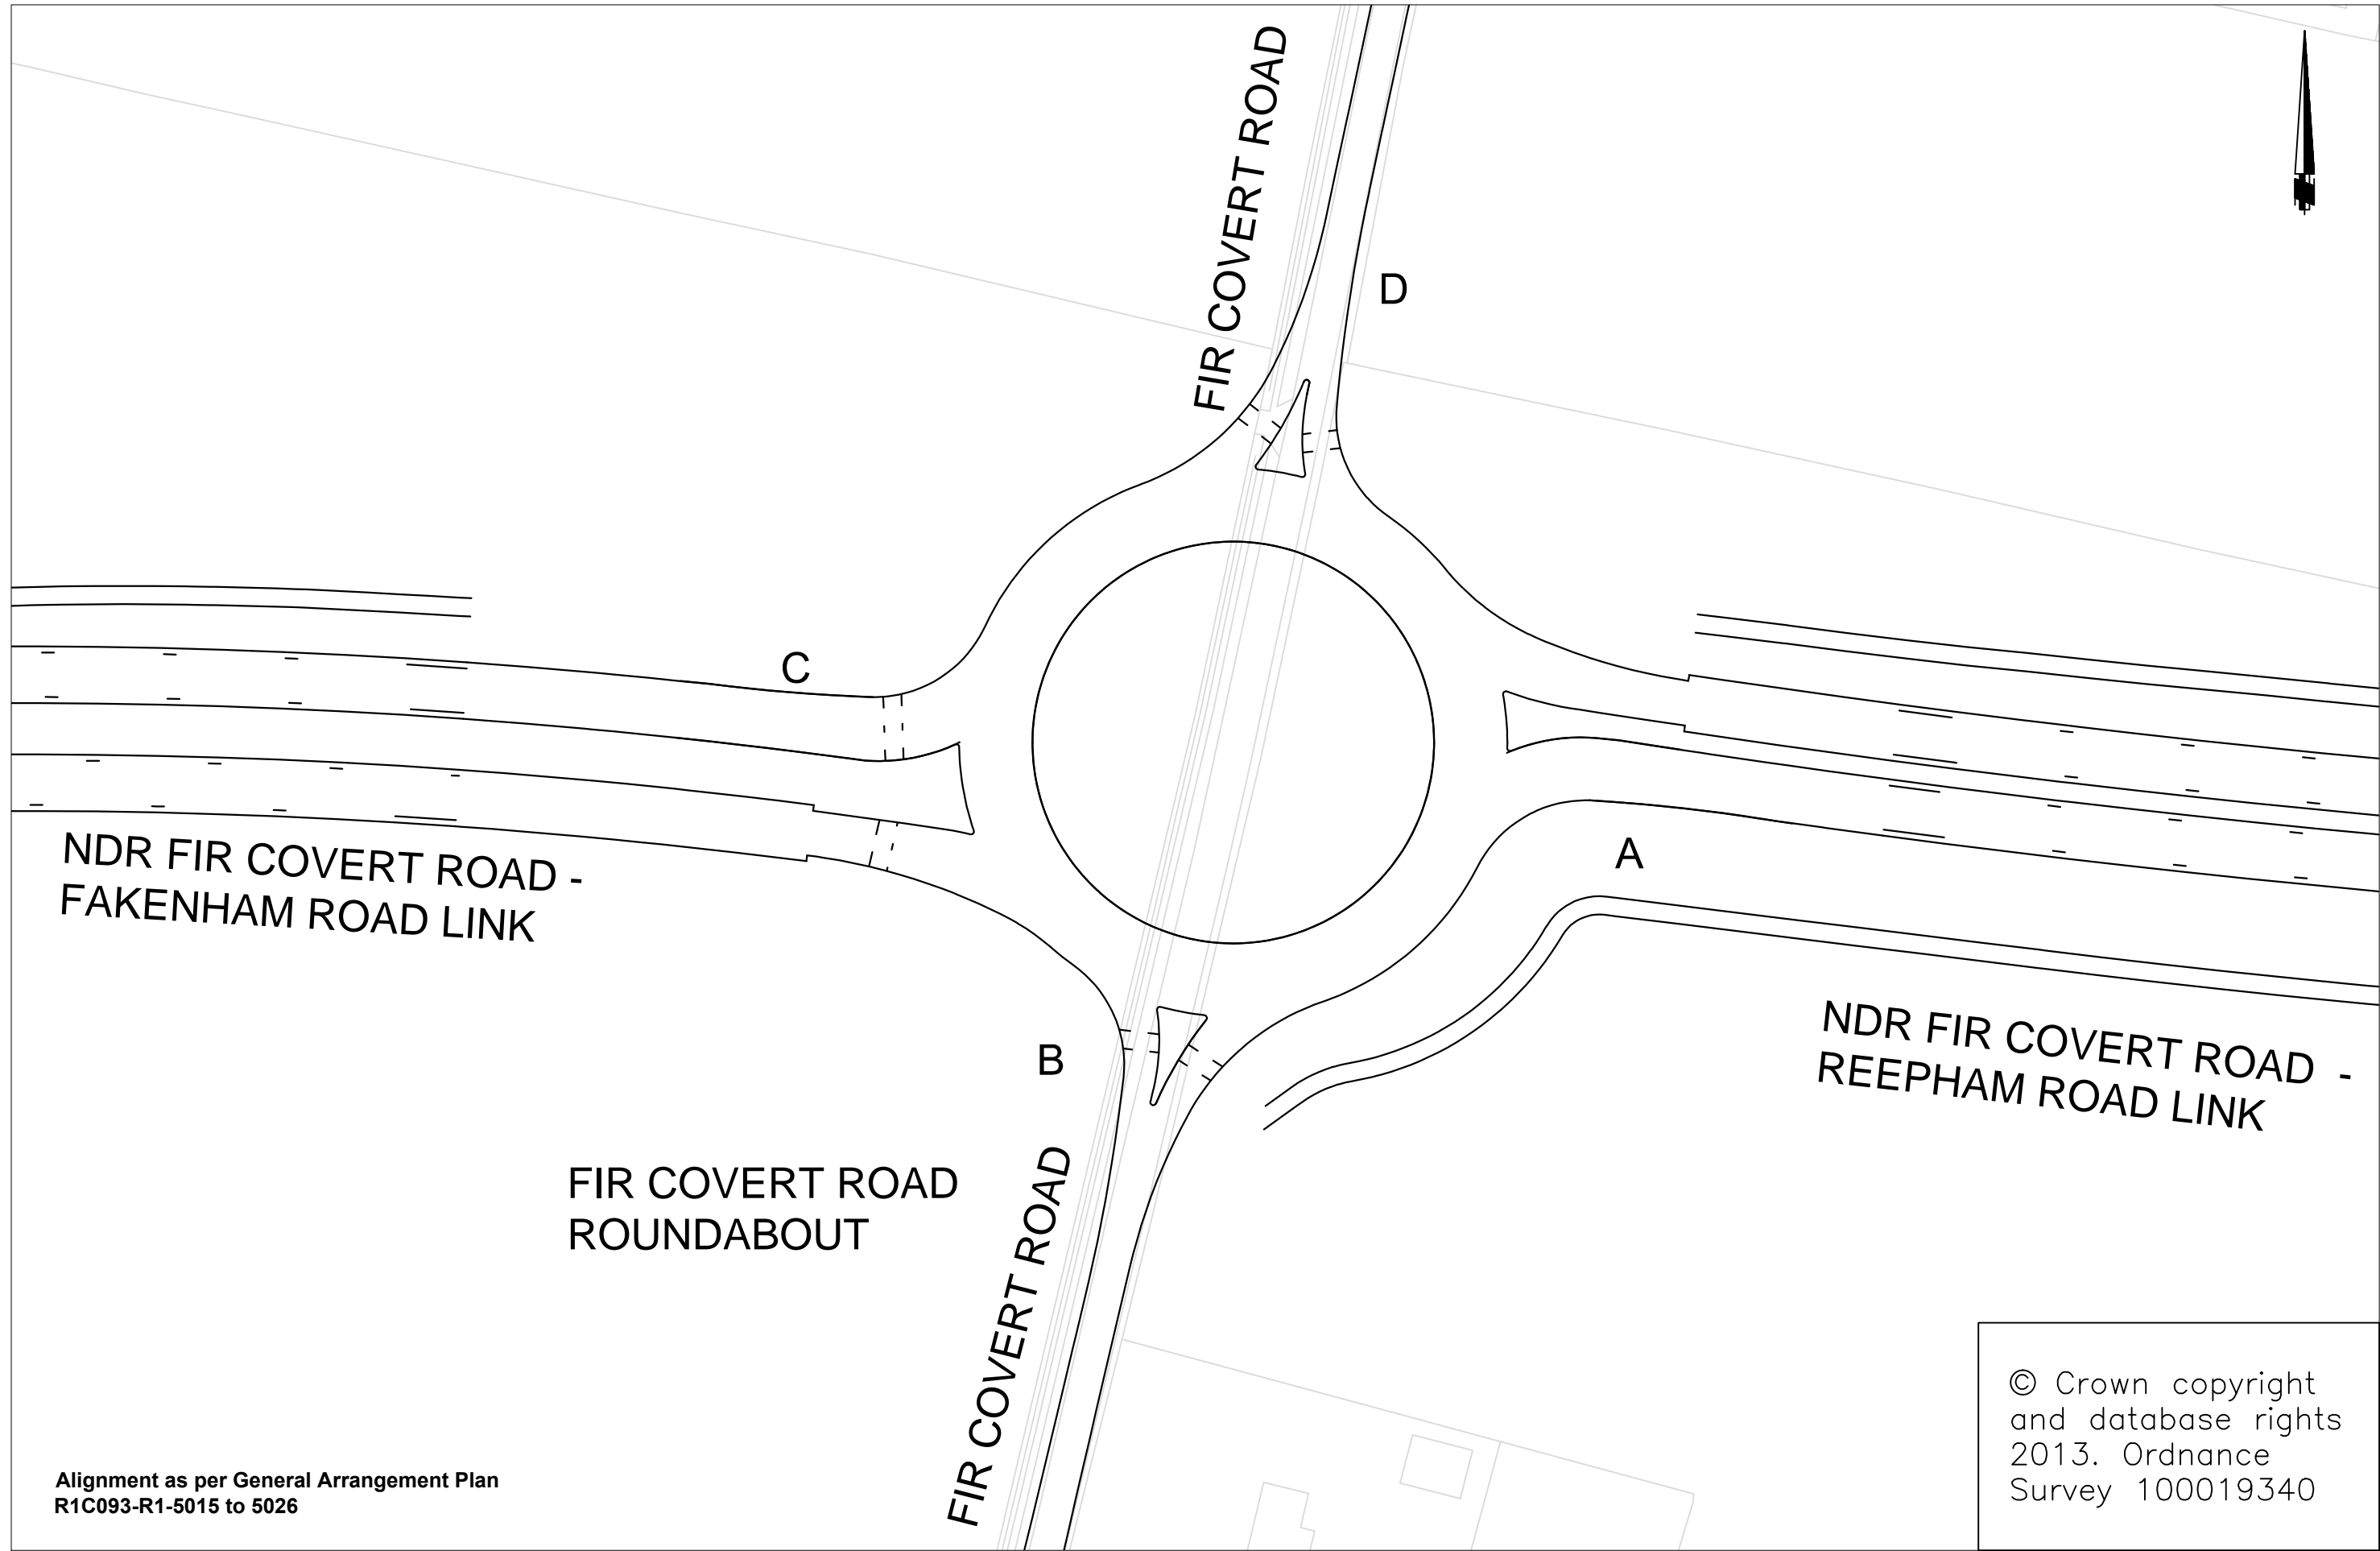 FIR COVERT ROAD
D
C
NDR FIR COVERT ROAD -
FAKENHAM ROAD LINK
A
NDR FIR COVERT ROAD -
REEPHAM ROAD LINK
B
FIR COVERT ROAD
ROUNDABOUT
FIR COVERT ROAD
Alignment as per General Arrangement Plan
R1C093-R1-5015 to 5026
© Crown copyright
and database rights
2013. Ordnance
Survey 100019340